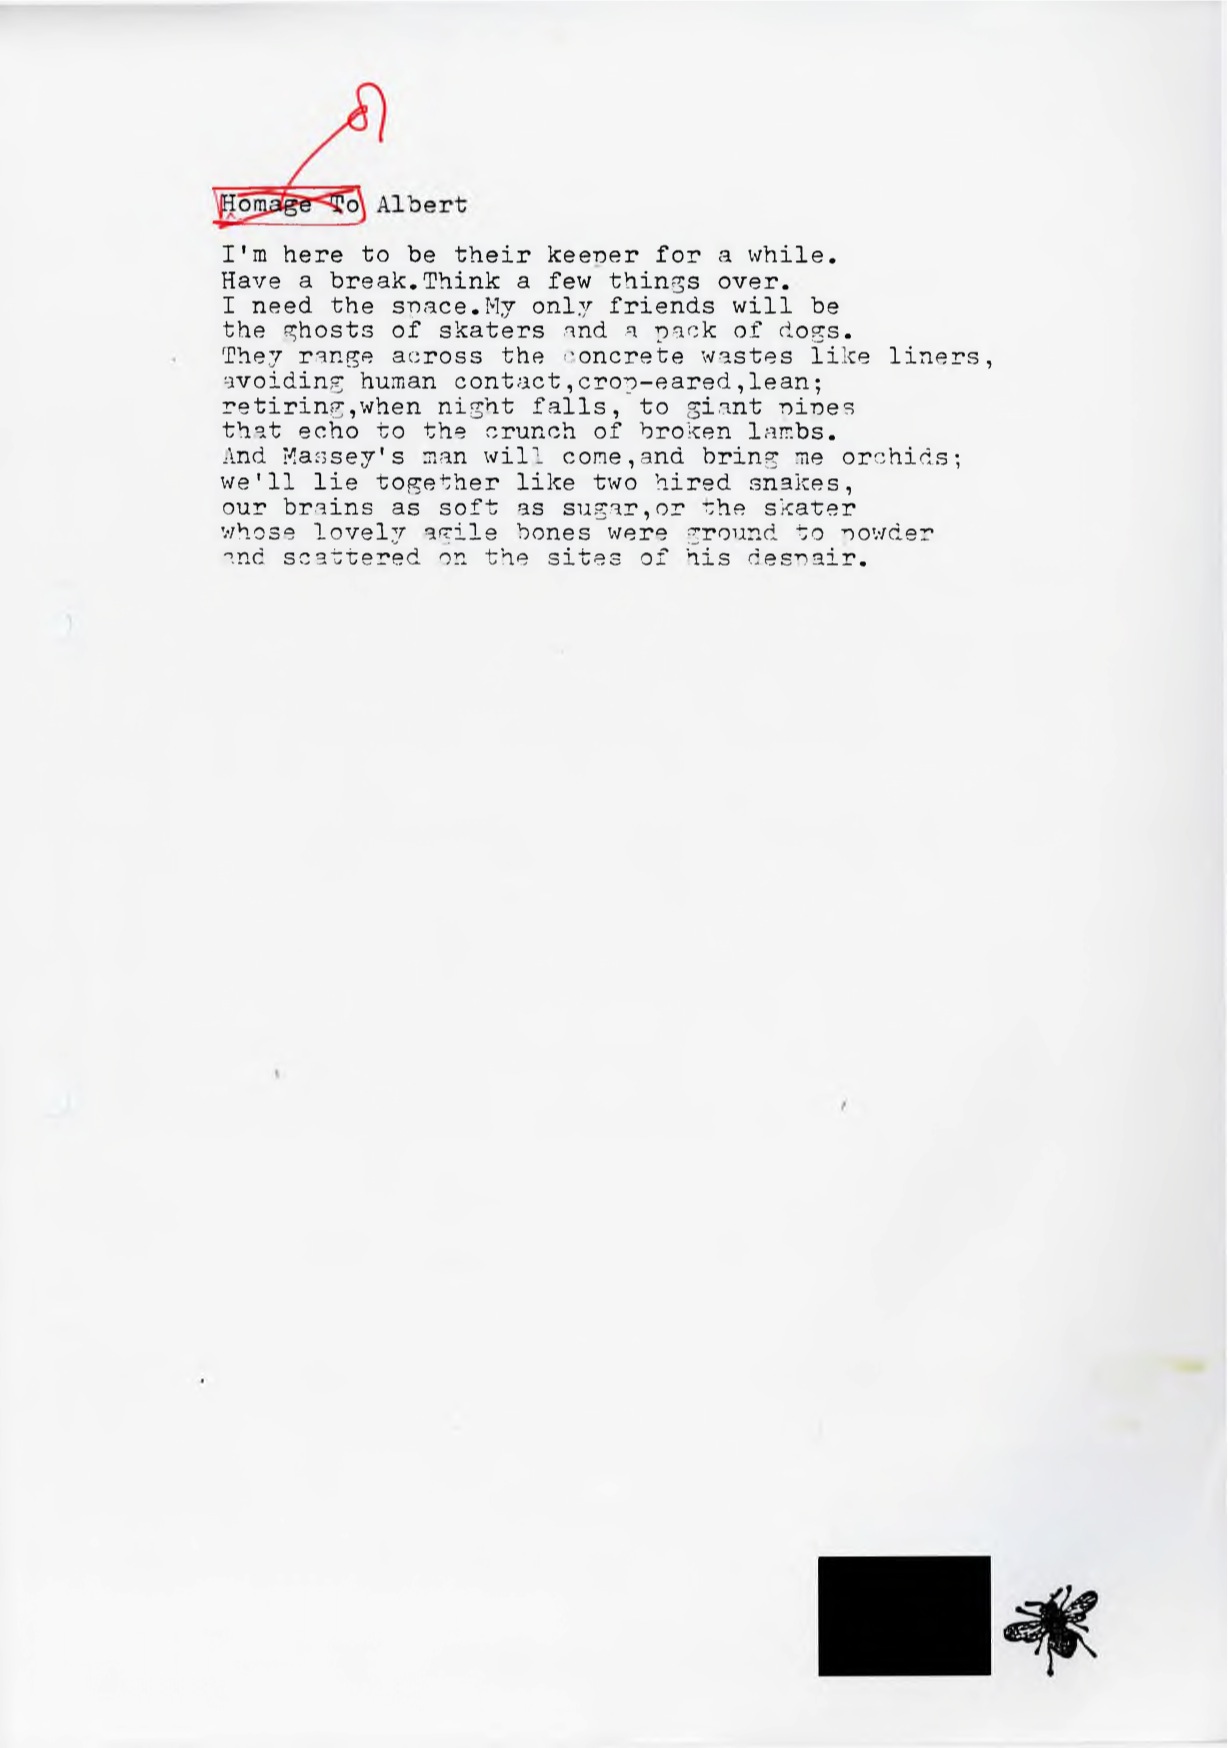 Homage To Albert
I'm here to be their keeper for a while.
Have a break.Think a few things over.
I need the space.My only friends will be
the ghosts of skaters and a pack of dogs.
They range across the concrete wastes like liners,
avoiding human contact,crop-eared,lean;
retiring,when night falls, to giant pipes
that echo to the crunch of broken lambs.
And Massey's man will come,and bring me orchids;
we'll lie together like two hired snakes,
our brains as soft as sugar,or the skater
whose lovely agile bones were ground to powder
and scattered on the sites of his despair.